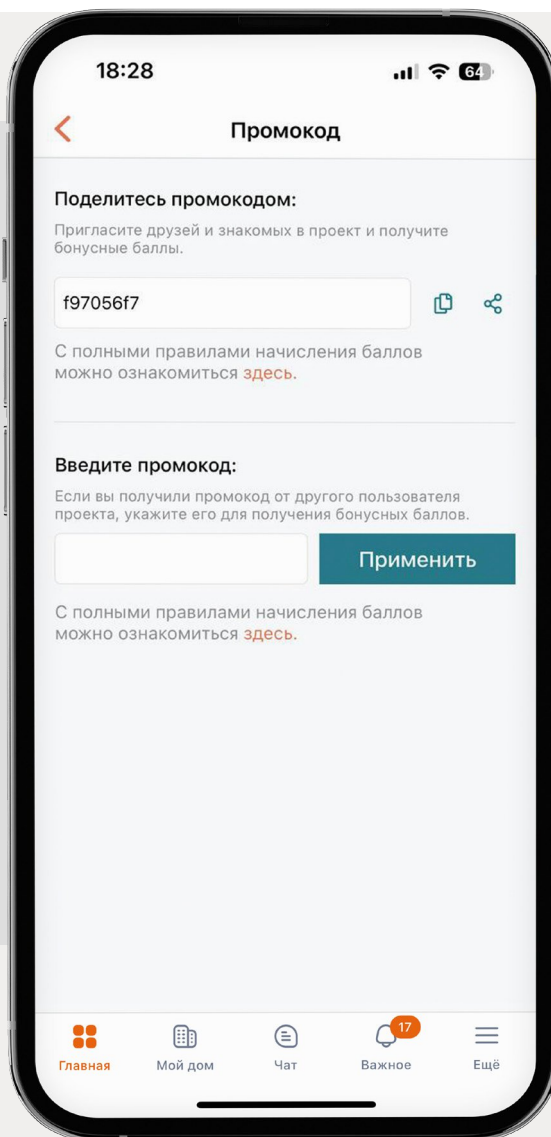 18:28
64
Промокод
Поделитесь промокодом:
Пригласите друзей и знакомых в проект и получите
бонусные баллы.
f97056f7
С полными правилами начисления баллов
можно ознакомиться здесь.
Введите промокод:
Если вы получили промокод от другого пользователя
проекта, укажите его для получения бонусных баллов.
Применить
С полными правилами начисления баллов
можно ознакомиться здесь.
17
Главная
Мой дом
Чат
Важное
Ещё